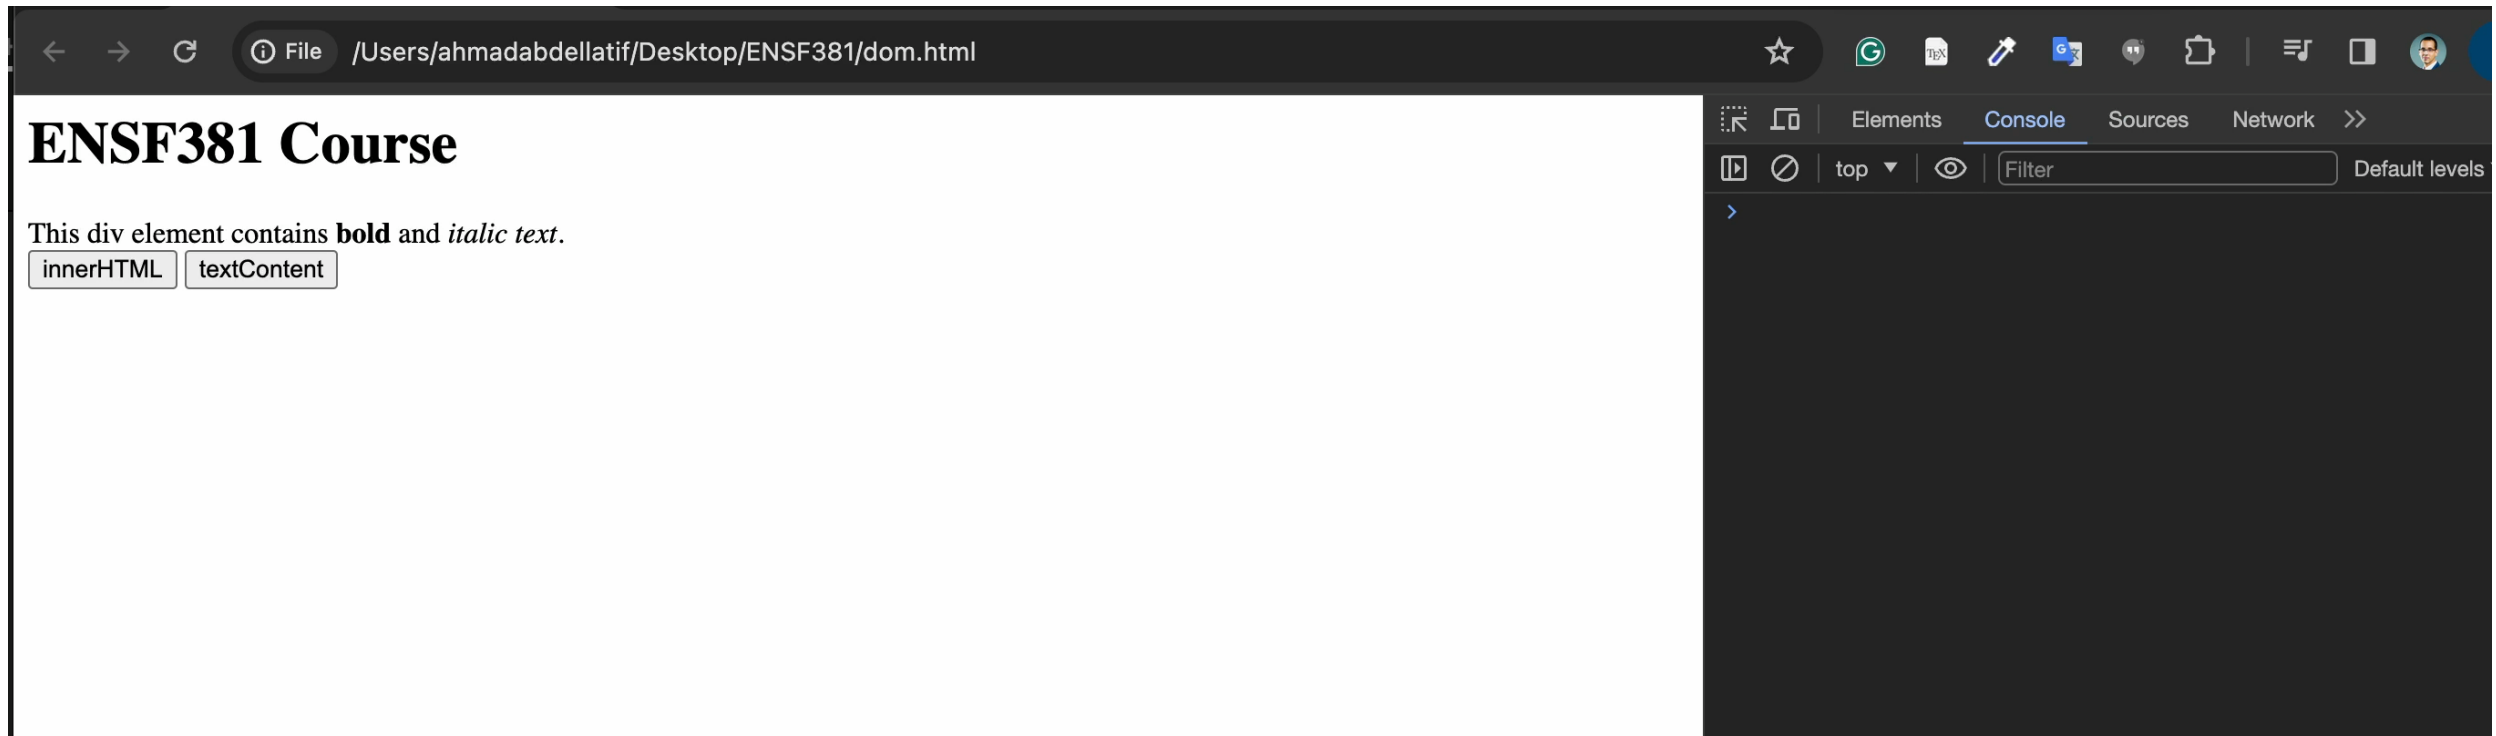 File /Users/ahmadabdellatif/Desktop/ENSF381/dom.html
ENSF381 Course
This div element contains bold and italic text.
innerHTML textContent
Elements Console Sources Network
top Filter Default levels